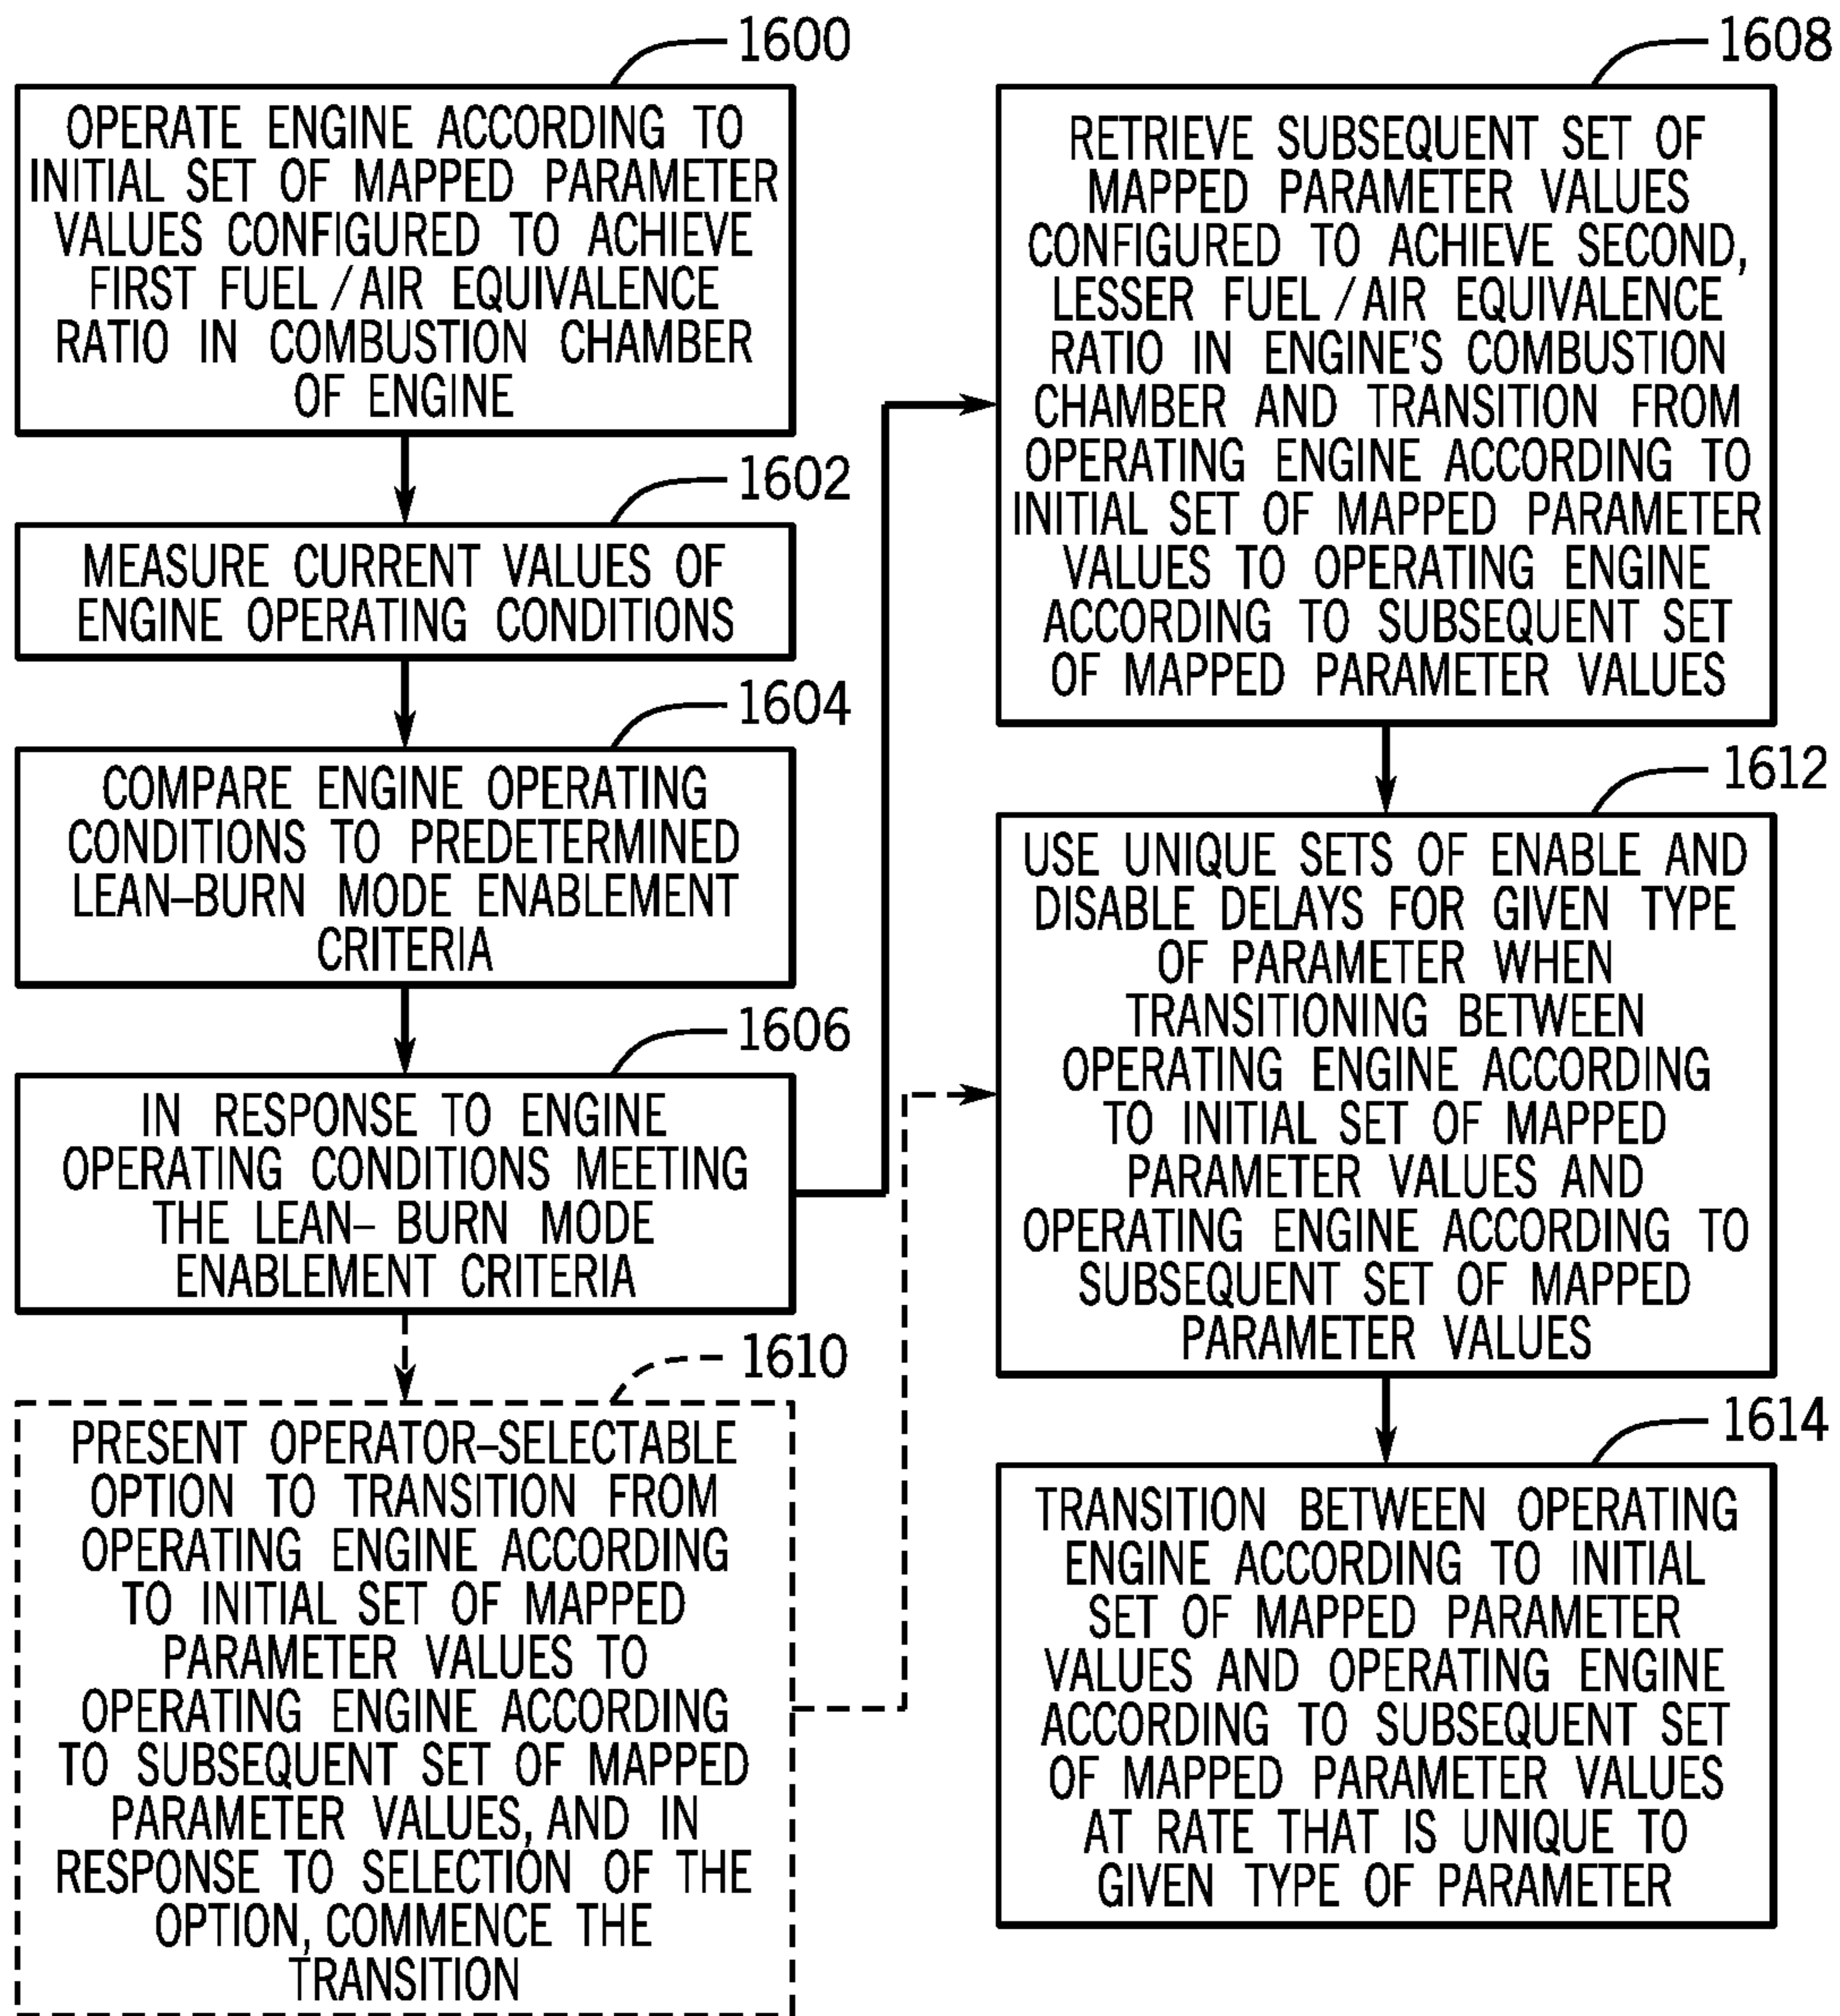 1600
OPERATE ENGINE ACCORDING TO
INITIAL SET OF MAPPED PARAMETER
VALUES CONFIGURED TO ACHIEVE
FIRST FUEL/AIR EQUIVALENCE
RATIO IN COMBUSTION CHAMBER
OF ENGINE
1602
MEASURE CURRENT VALUES OF
ENGINE OPERATING CONDITIONS
1604
COMPARE ENGINE OPERATING
CONDITIONS TO PREDETERMINED
LEAN–BURN MODE ENABLEMENT
CRITERIA
1606
IN RESPONSE TO ENGINE
OPERATING CONDITIONS MEETING
THE LEAN– BURN MODE
ENABLEMENT CRITERIA
1610
PRESENT OPERATOR–SELECTABLE
OPTION TO TRANSITION FROM
OPERATING ENGINE ACCORDING
TO INITIAL SET OF MAPPED
PARAMETER VALUES TO
OPERATING ENGINE ACCORDING
TO SUBSEQUENT SET OF MAPPED
PARAMETER VALUES, AND IN
RESPONSE TO SELECTION OF THE
OPTION, COMMENCE THE
TRANSITION
1608
RETRIEVE SUBSEQUENT SET OF
MAPPED PARAMETER VALUES
CONFIGURED TO ACHIEVE SECOND,
LESSER FUEL/AIR EQUIVALENCE
RATIO IN ENGINE'S COMBUSTION
CHAMBER AND TRANSITION FROM
OPERATING ENGINE ACCORDING TO
INITIAL SET OF MAPPED PARAMETER
VALUES TO OPERATING ENGINE
ACCORDING TO SUBSEQUENT SET
OF MAPPED PARAMETER VALUES
1612
USE UNIQUE SETS OF ENABLE AND
DISABLE DELAYS FOR GIVEN TYPE
OF PARAMETER WHEN
TRANSITIONING BETWEEN
OPERATING ENGINE ACCORDING
TO INITIAL SET OF MAPPED
PARAMETER VALUES AND
OPERATING ENGINE ACCORDING TO
SUBSEQUENT SET OF MAPPED
PARAMETER VALUES
1614
TRANSITION BETWEEN OPERATING
ENGINE ACCORDING TO INITIAL
SET OF MAPPED PARAMETER
VALUES AND OPERATING ENGINE
ACCORDING TO SUBSEQUENT SET
OF MAPPED PARAMETER VALUES
AT RATE THAT IS UNIQUE TO
GIVEN TYPE OF PARAMETER